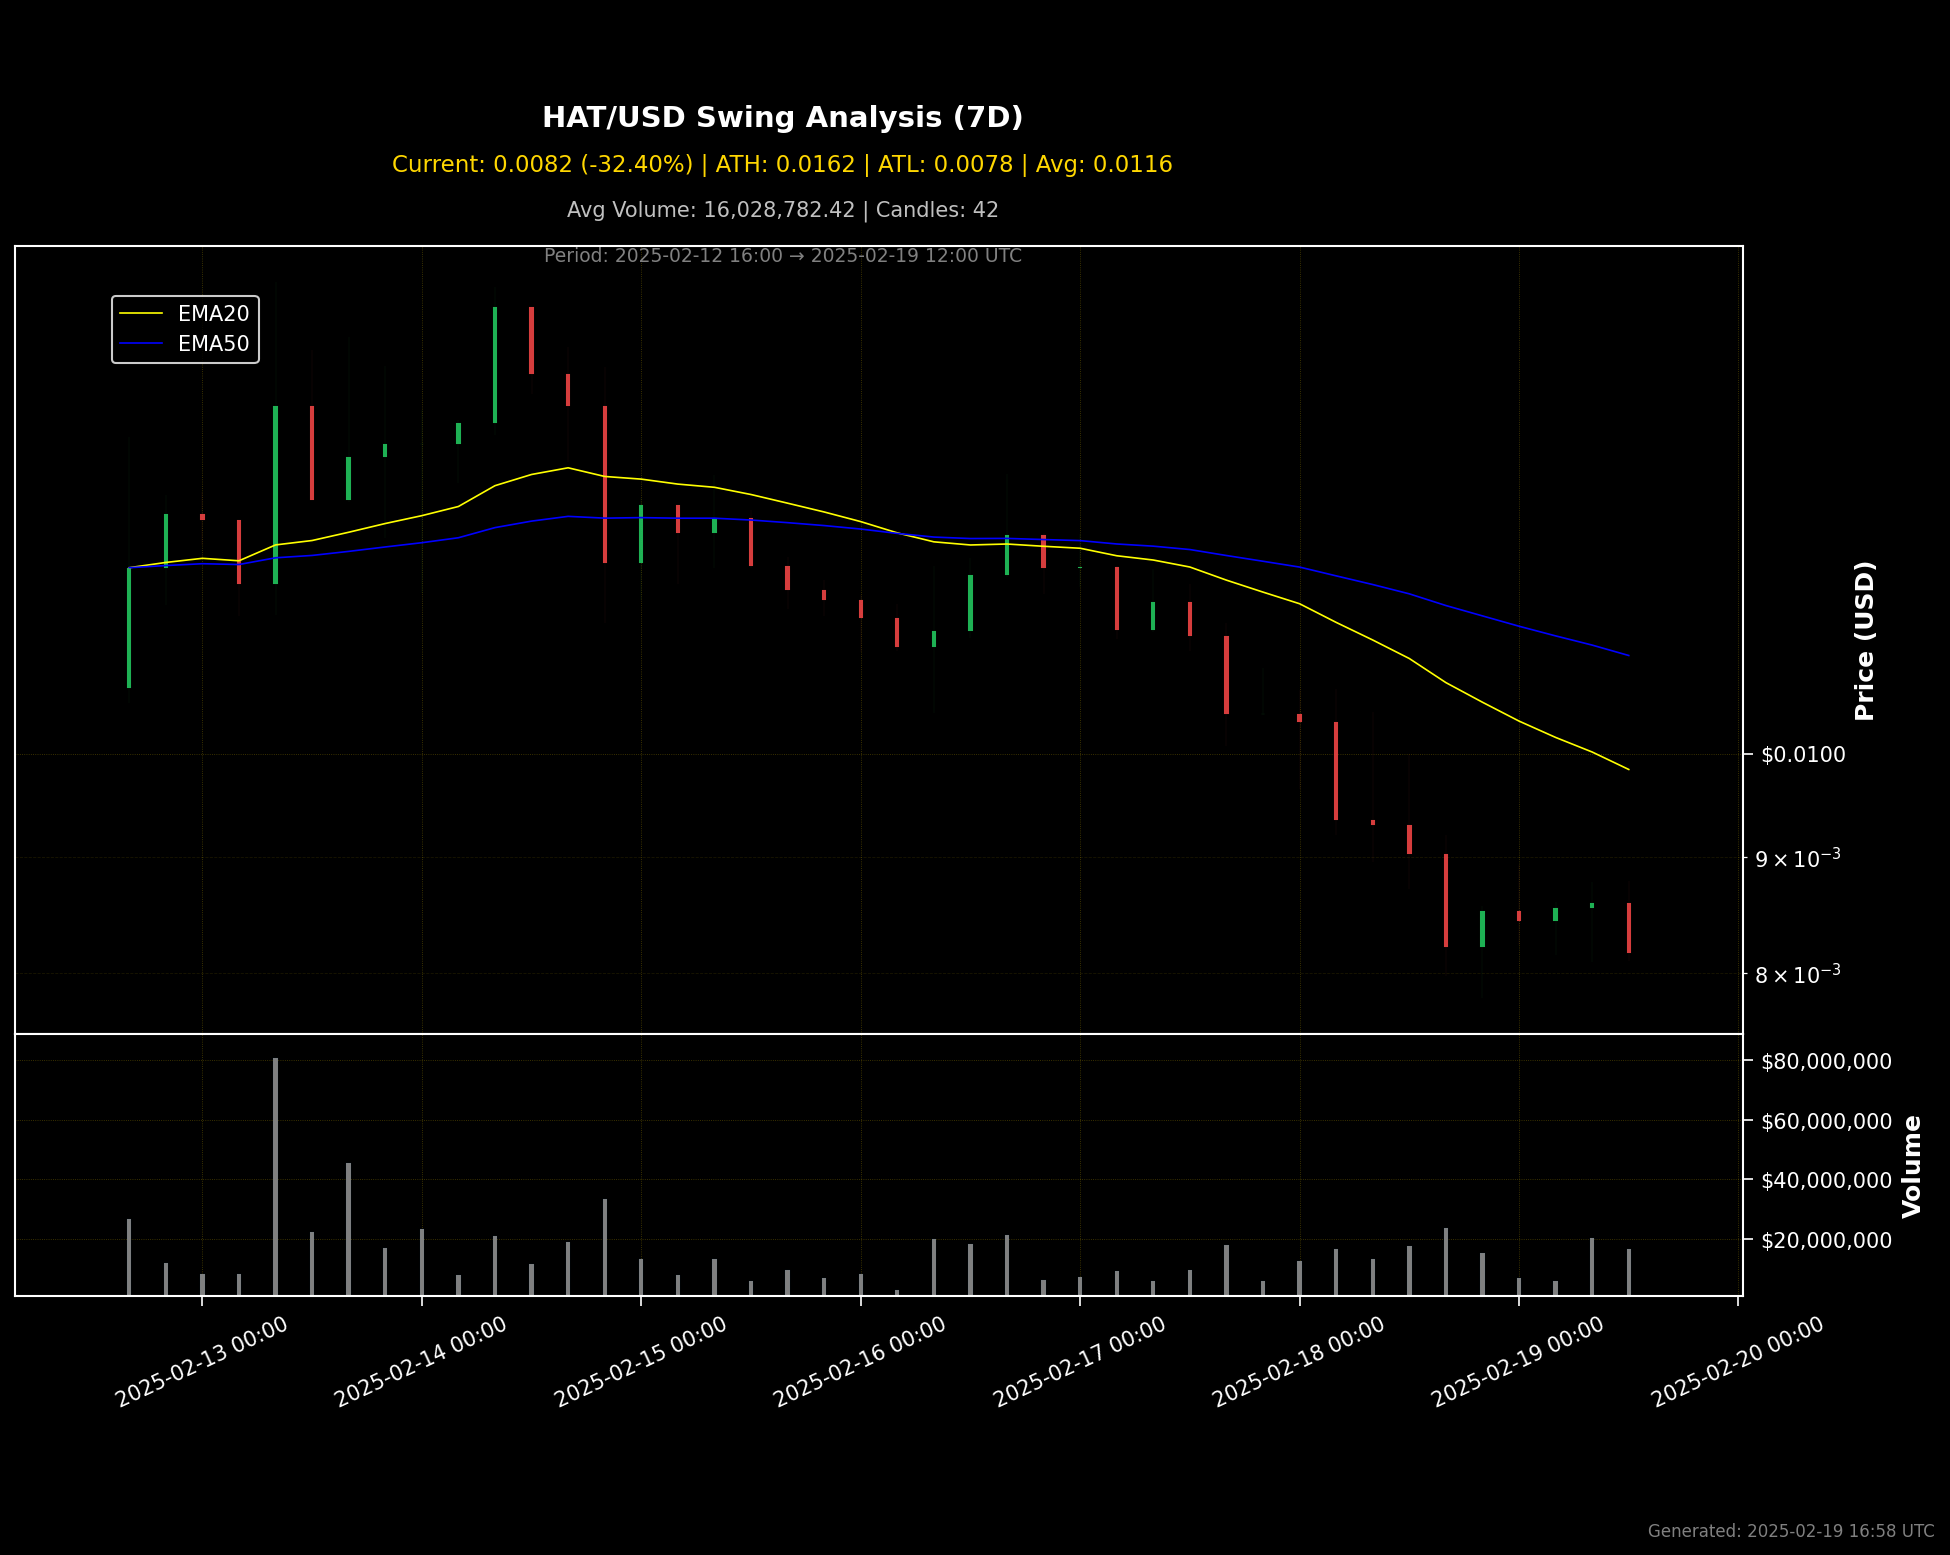 HAT/USD Swing Analysis (7D)
Current: 0.0082 (-32.40%) | ATH: 0.0162 | ATL: 0.0078 | Avg: 0.0116
Avg Volume: 16,028,782.42 | Candles: 42
Period: 2025-02-12 16:00 → 2025-02-19 12:00 UTC
EMA20
EMA50
Price (USD)
$0.0100
9 × 10⁻³
8 × 10⁻³
$80,000,000
$60,000,000
$40,000,000
$20,000,000
Volume
2025-02-13 00:00
2025-02-14 00:00
2025-02-15 00:00
2025-02-16 00:00
2025-02-17 00:00
2025-02-18 00:00
2025-02-19 00:00
2025-02-20 00:00
Generated: 2025-02-19 16:58 UTC